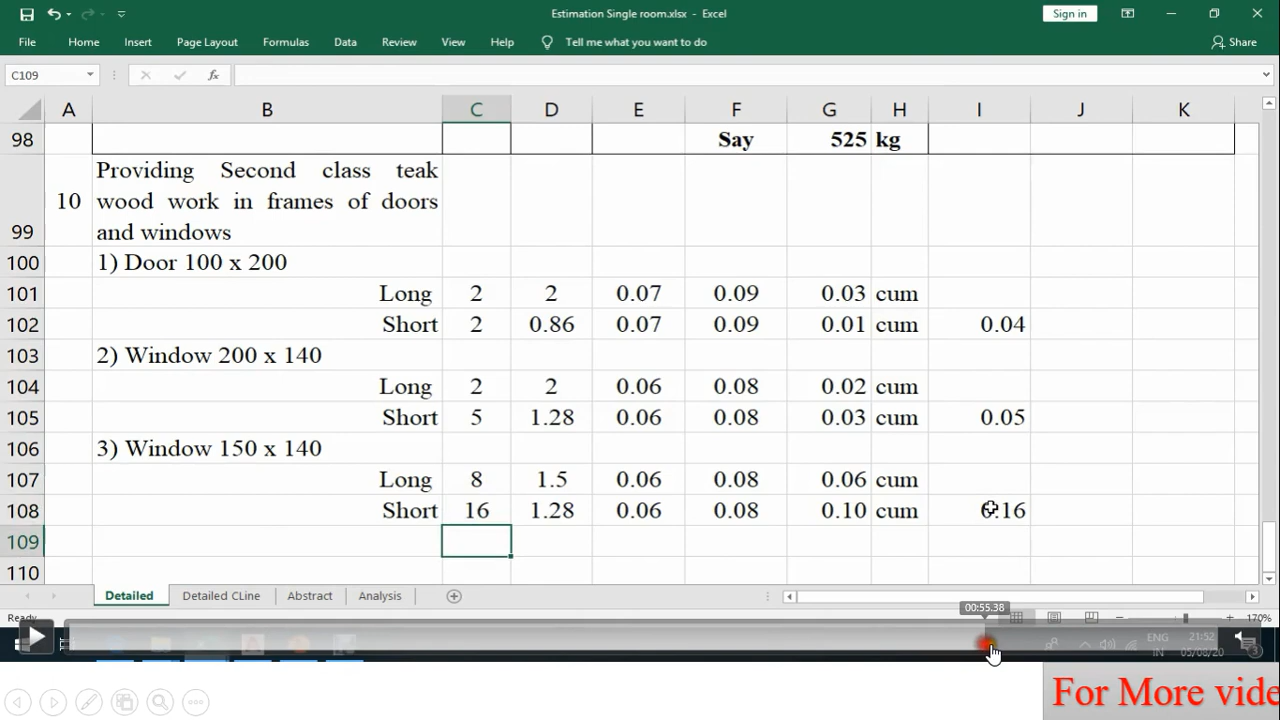 Estimation Single room.xlsx - Excel
Sign in
File Home Insert Page Layout Formulas Data Review View Help Tell me what you want to do Share
C109 fx
A B C D E F G H I J K
98 Say 525 kg
Providing Second class teak
10 wood work in frames of doors
99 and windows
100 1) Door 100 x 200
101 Long 2 2 0.07 0.09 0.03 cum
102 Short 2 0.86 0.07 0.09 0.01 cum 0.04
103 2) Window 200 x 140
104 Long 2 2 0.06 0.08 0.02 cum
105 Short 5 1.28 0.06 0.08 0.03 cum 0.05
106 3) Window 150 x 140
107 Long 8 1.5 0.06 0.08 0.06 cum
108 Short 16 1.28 0.06 0.08 0.10 cum 0.16
109
110
Detailed Detailed CLine Abstract Analysis
Ready 00:55.38 170%
ENG 21:52
IN 05/08/20 3
For More vide